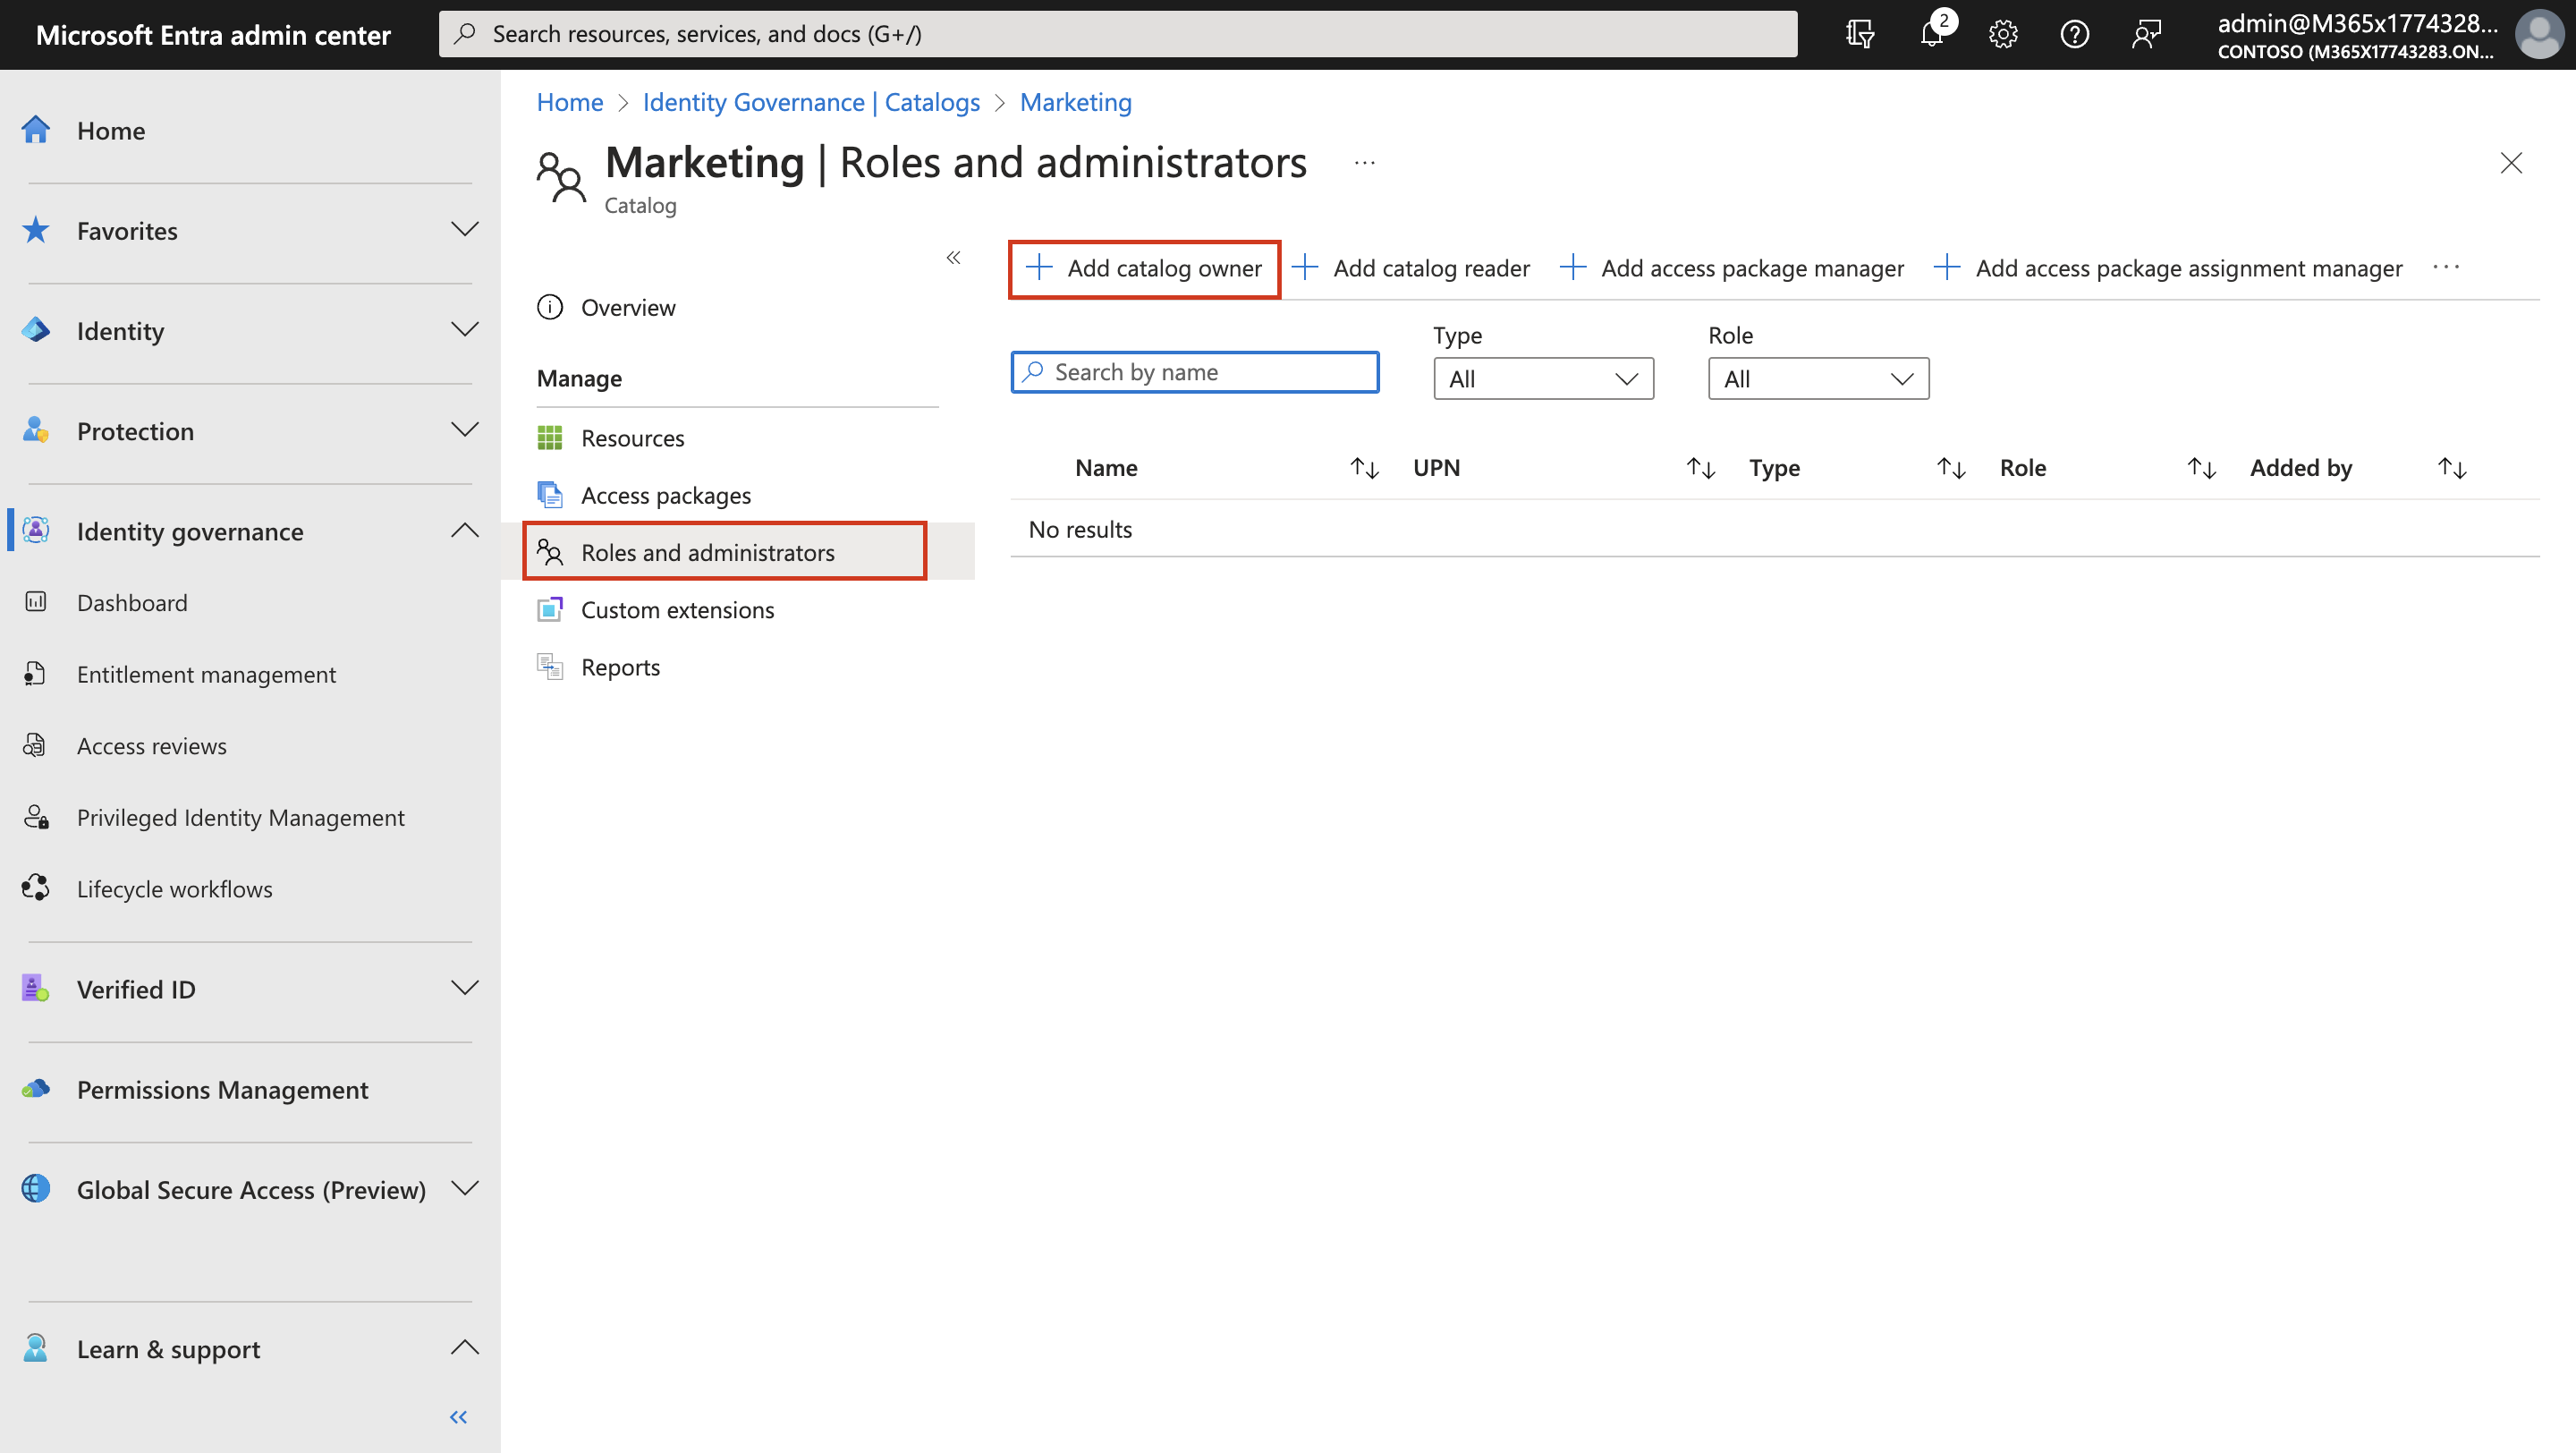 Microsoft Entra admin center
Search resources, services, and docs (G+/)
2
admin@M365x1774328...
CONTOSO (M365X17743283.ON...
Home
Favorites
Identity
Protection
Identity governance
Dashboard
Entitlement management
Access reviews
Privileged Identity Management
Lifecycle workflows
Verified ID
Permissions Management
Global Secure Access (Preview)
Learn & support
Home > Identity Governance | Catalogs > Marketing
Marketing | Roles and administrators ...
Catalog
Overview
Manage
Resources
Access packages
Roles and administrators
Custom extensions
Reports
+ Add catalog owner + Add catalog reader + Add access package manager + Add access package assignment manager ...
Type Role
Search by name All All
Name UPN Type Role Added by
No results